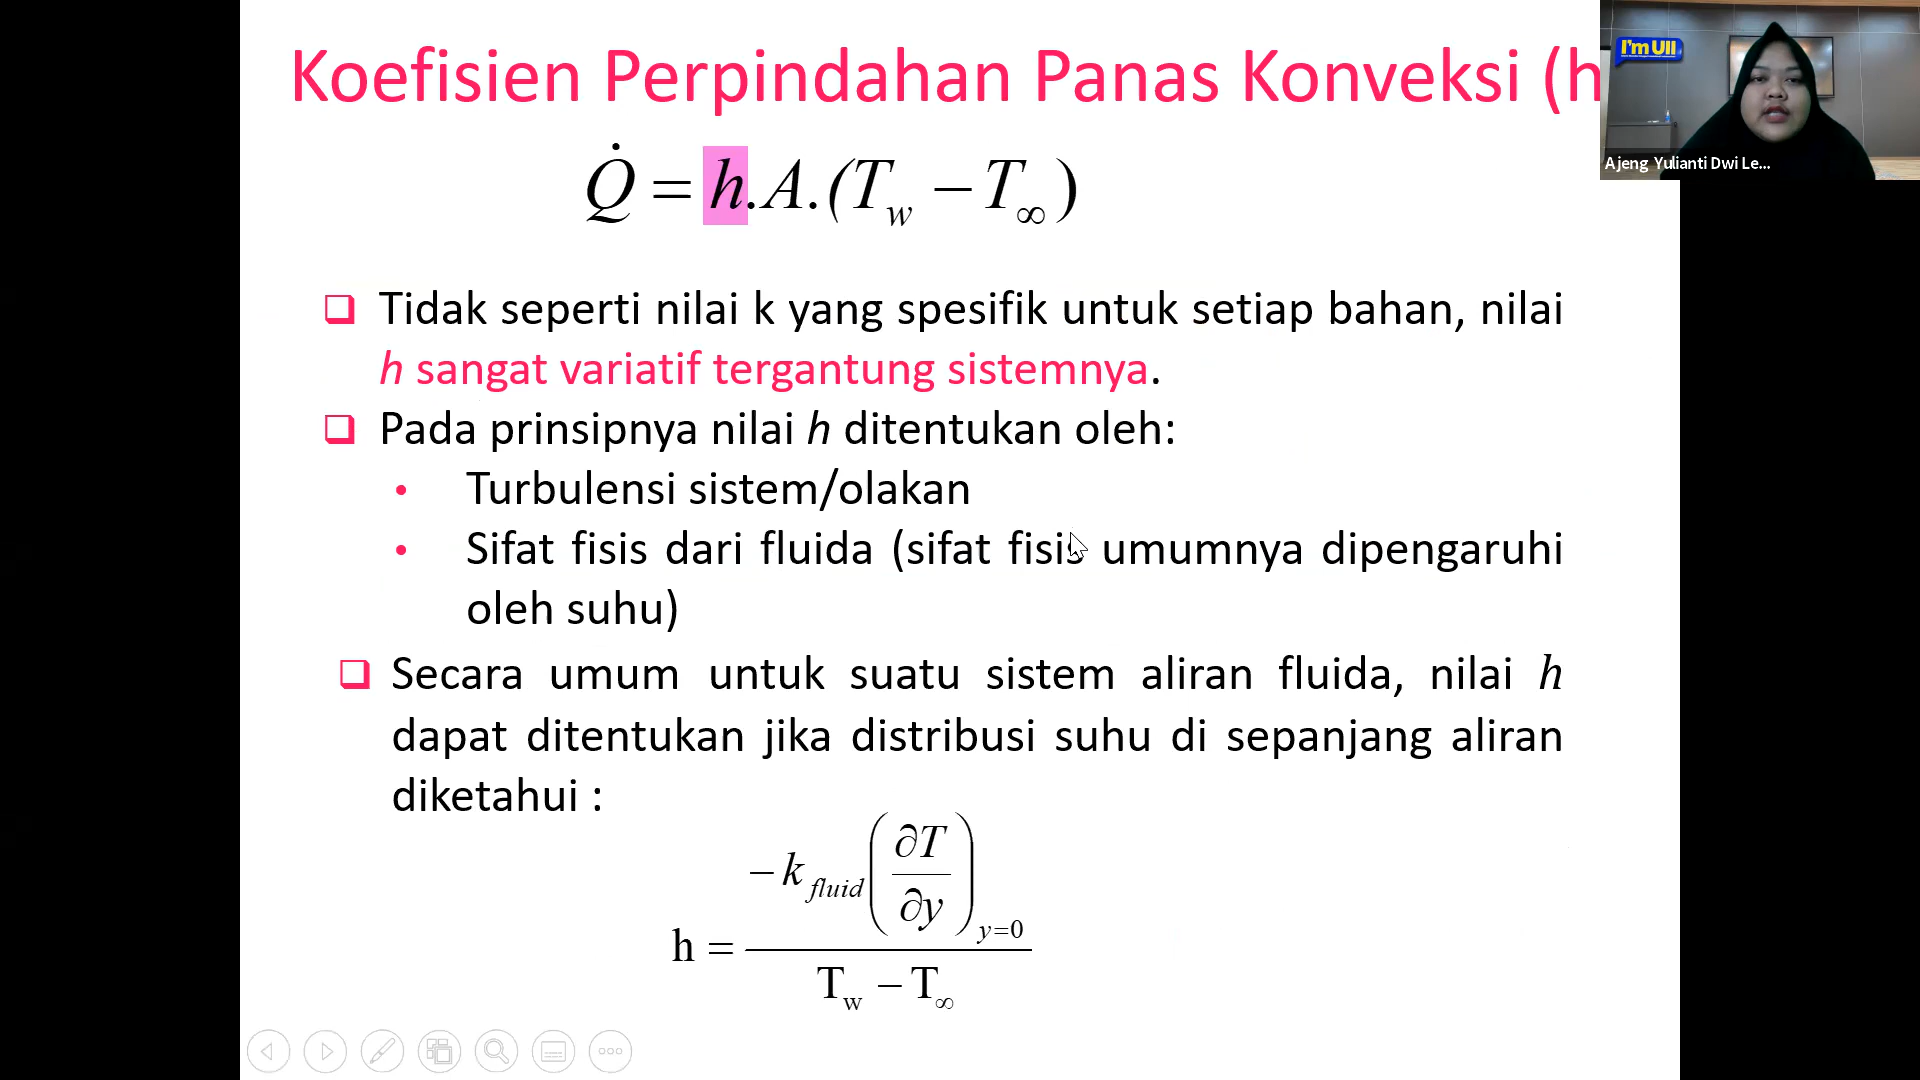 Koefisien Perpindahan Panas Konveksi (h
I'm UII
Ajeng Yulianti Dwi Le...
Q̇ = h.A.(T_w − T_∞)
❑ Tidak seperti nilai k yang spesifik untuk setiap bahan, nilai
h sangat variatif tergantung sistemnya.
❑ Pada prinsipnya nilai h ditentukan oleh:
• Turbulensi sistem/olakan
• Sifat fisis dari fluida (sifat fisis umumnya dipengaruhi
oleh suhu)
❑ Secara umum untuk suatu sistem aliran fluida, nilai h
dapat ditentukan jika distribusi suhu di sepanjang aliran
diketahui :
h = −k_fluid (∂T/∂y)_y=0 / (T_w − T_∞)